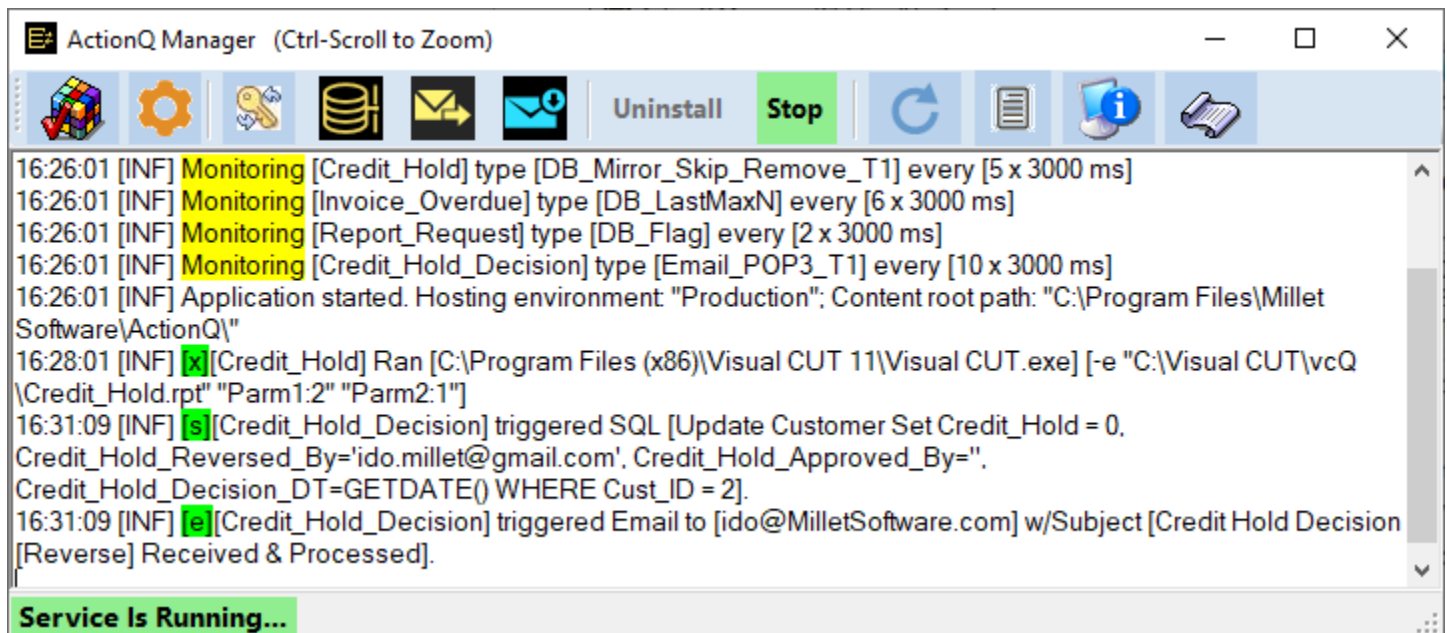 ActionQ Manager (Ctrl-Scroll to Zoom)
Uninstall Stop
16:26:01 [INF] Monitoring [Credit_Hold] type [DB_Mirror_Skip_Remove_T1] every [5 x 3000 ms]
16:26:01 [INF] Monitoring [Invoice_Overdue] type [DB_LastMaxN] every [6 x 3000 ms]
16:26:01 [INF] Monitoring [Report_Request] type [DB_Flag] every [2 x 3000 ms]
16:26:01 [INF] Monitoring [Credit_Hold_Decision] type [Email_POP3_T1] every [10 x 3000 ms]
16:26:01 [INF] Application started. Hosting environment: "Production"; Content root path: "C:\Program Files\Millet
Software\ActionQ\"
16:28:01 [INF] [x][Credit_Hold] Ran [C:\Program Files (x86)\Visual CUT 11\Visual CUT.exe] [-e "C:\Visual CUT\vcQ
\Credit_Hold.rpt" "Parm1:2" "Parm2:1"]
16:31:09 [INF] [s][Credit_Hold_Decision] triggered SQL [Update Customer Set Credit_Hold = 0,
Credit_Hold_Reversed_By='ido.millet@gmail.com', Credit_Hold_Approved_By='',
Credit_Hold_Decision_DT=GETDATE() WHERE Cust_ID = 2].
16:31:09 [INF] [e][Credit_Hold_Decision] triggered Email to [ido@MilletSoftware.com] w/Subject [Credit Hold Decision
[Reverse] Received & Processed].
Service Is Running...